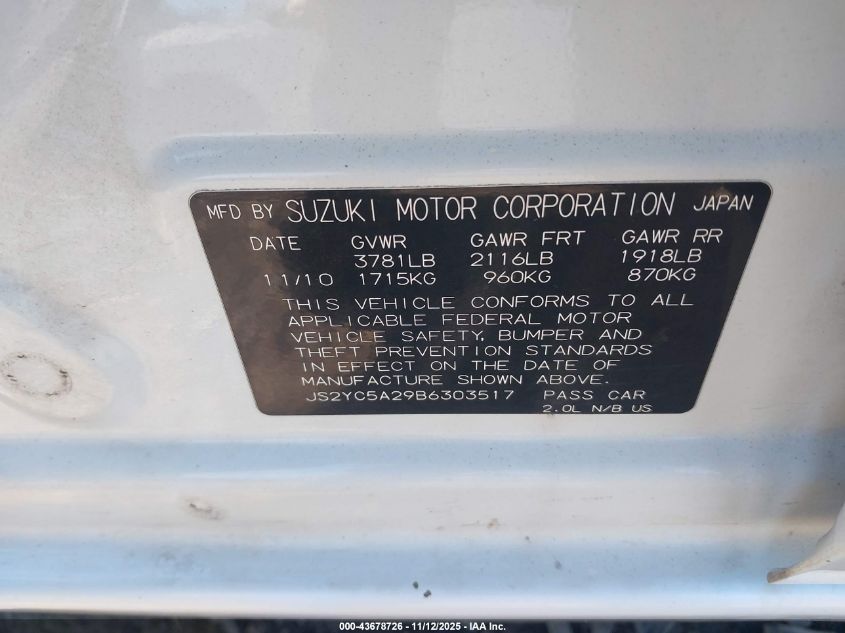 MFD BY SUZUKI MOTOR CORPORATION JAPAN
DATE GVWR GAWR FRT GAWR RR
3781LB 2116LB 1918LB
11/10 1715KG 960KG 870KG
THIS VEHICLE CONFORMS TO ALL
APPLICABLE FEDERAL MOTOR
VEHICLE SAFETY, BUMPER AND
THEFT PREVENTION STANDARDS
IN EFFECT ON THE DATE OF
MANUFACTURE SHOWN ABOVE.
JS2YC5A29B6303517 PASS CAR
2.0L N/B US
000-43678726 - 11/12/2025 - IAA Inc.